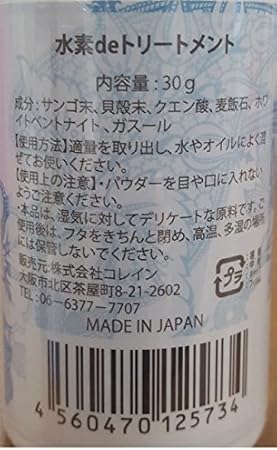 水素deトリートメント
内容量:30g
成分:サンゴ末、貝殻末、クエン酸、麦飯石、ホワ
イトベントナイト、ガスール
【使用方法】適量を取り出し、水やオイルによく混
ぜてお使いください。
【使用上の注意】・パウダーを目や口に入れない
ようご注意ください。
・本品は、湿気に対してデリケートな原料です。ご
使用後は、フタをきちんと閉め、高温、多湿の場所
には保管しないでください。
販売元:株式会社コレイン
大阪市北区茶屋町8-21-2602
TEL:06-6377-7707
プラ
MADE IN JAPAN
4 560470 125734